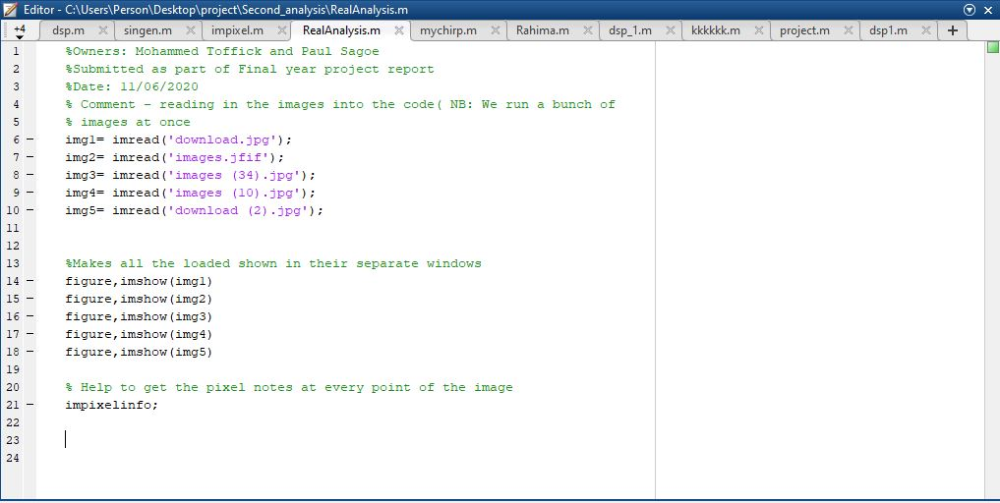 Editor - C:\Users\Person\Desktop\project\Second_analysis\RealAnalysis.m
+4 dsp.m singen.m impixel.m RealAnalysis.m mychirp.m Rahima.m dsp_1.m kkkkkk.m project.m dsp1.m +
1 %Owners: Mohammed Toffick and Paul Sagoe
2 %Submitted as part of Final year project report
3 %Date: 11/06/2020
4 % Comment - reading in the images into the code( NB: We run a bunch of
5 % images at once
6 - img1= imread('download.jpg');
7 - img2= imread('images.jfif');
8 - img3= imread('images (34).jpg');
9 - img4= imread('images (10).jpg');
10 - img5= imread('download (2).jpg');
11
12
13 %Makes all the loaded shown in their separate windows
14 - figure,imshow(img1)
15 - figure,imshow(img2)
16 - figure,imshow(img3)
17 - figure,imshow(img4)
18 - figure,imshow(img5)
19
20 % Help to get the pixel notes at every point of the image
21 - impixelinfo;
22
23
24